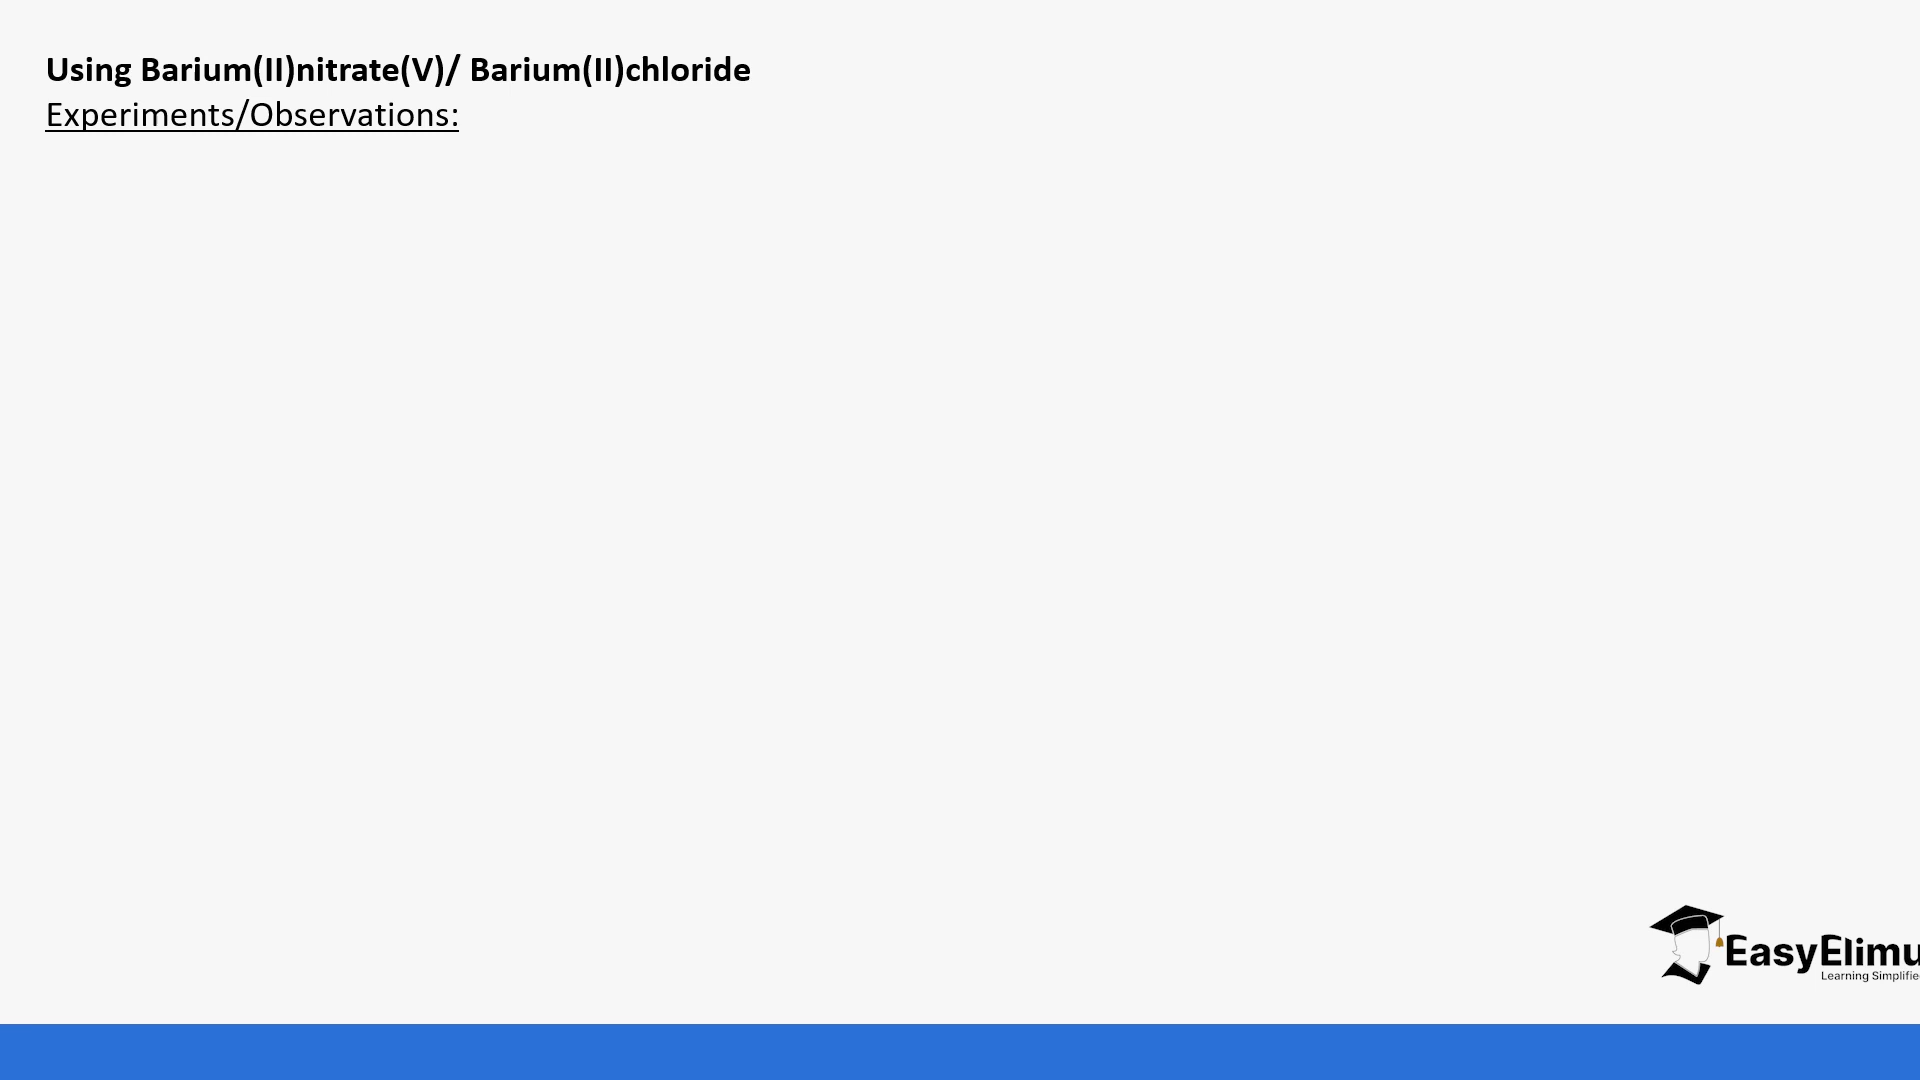 Using Barium(II)nitrate(V)/ Barium(II)chloride
Experiments/Observations:
EasyElimu
Learning Simplifie